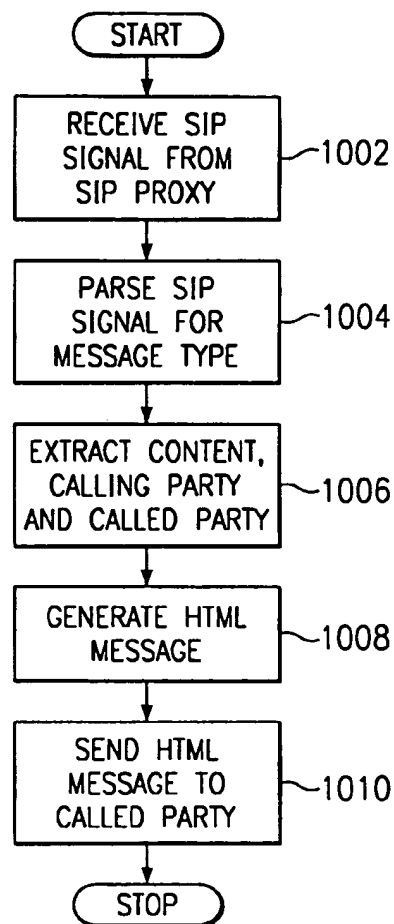 START
RECEIVE SIP
SIGNAL FROM
SIP PROXY
1002
PARSE SIP
SIGNAL FOR
MESSAGE TYPE
1004
EXTRACT CONTENT,
CALLING PARTY
AND CALLED PARTY
1006
GENERATE HTML
MESSAGE
1008
SEND HTML
MESSAGE TO
CALLED PARTY
1010
STOP